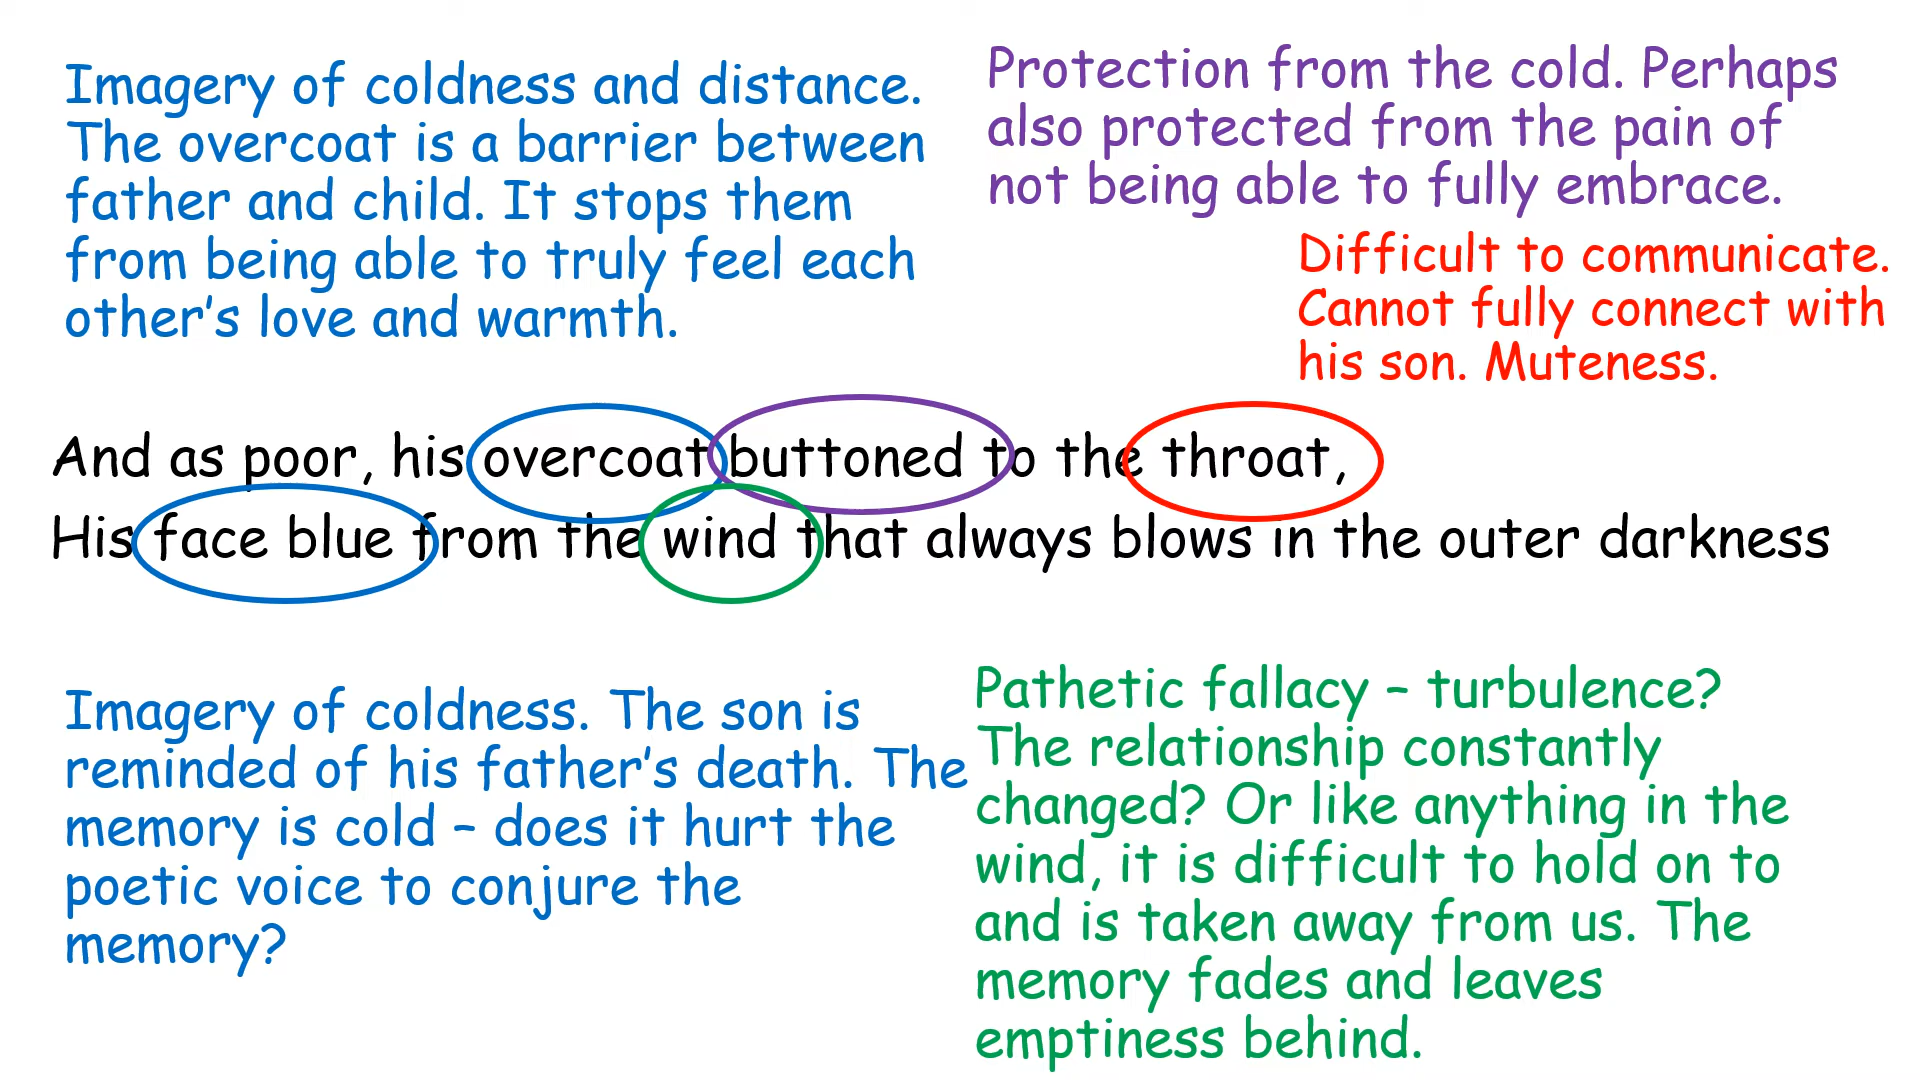 Imagery of coldness and distance.
The overcoat is a barrier between
father and child. It stops them
from being able to truly feel each
other's love and warmth.
Protection from the cold. Perhaps
also protected from the pain of
not being able to fully embrace.
Difficult to communicate.
Cannot fully connect with
his son. Muteness.
And as poor, his overcoat buttoned to the throat,
His face blue from the wind that always blows in the outer darkness
Imagery of coldness. The son is
reminded of his father's death. The
memory is cold – does it hurt the
poetic voice to conjure the
memory?
Pathetic fallacy – turbulence?
The relationship constantly
changed? Or like anything in the
wind, it is difficult to hold on to
and is taken away from us. The
memory fades and leaves
emptiness behind.